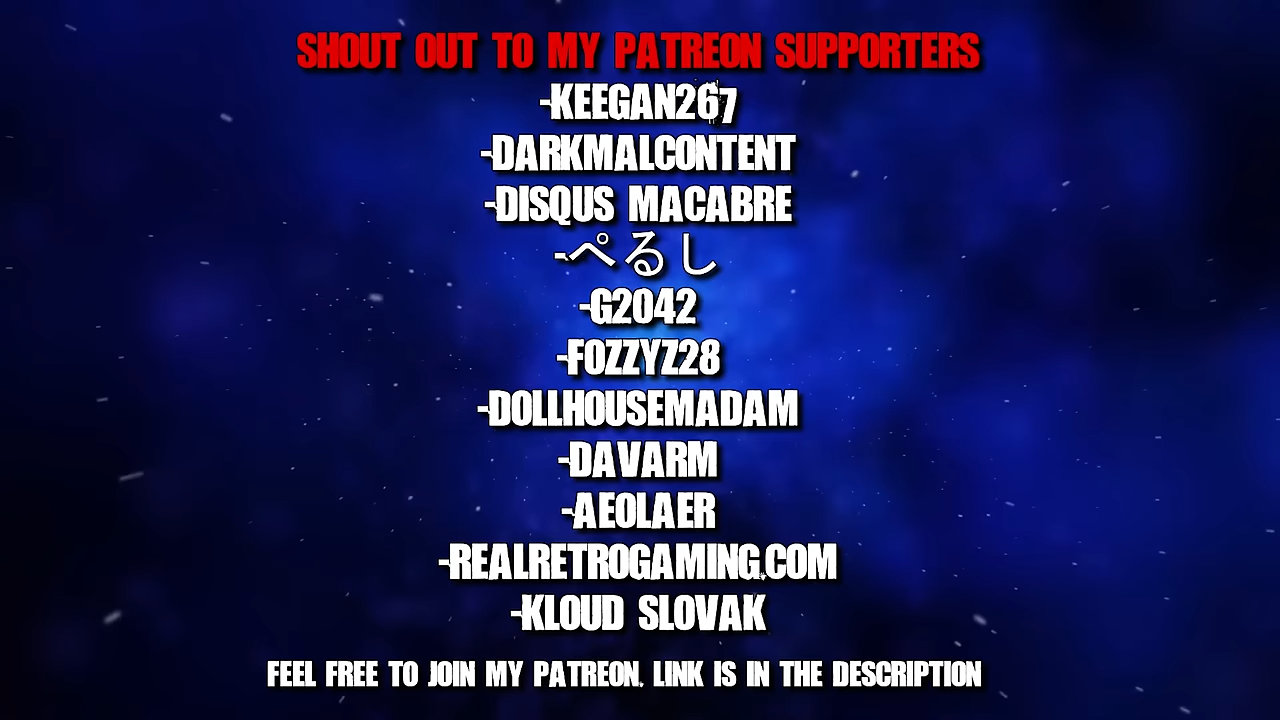 SHOUT OUT TO MY PATREON SUPPORTERS
-KEEGAN267
-DARKMALCONTENT
-DISQUS MACABRE
-ぺるし
-G2042
-FOZZYZ28
-DOLLHOUSEMADAM
-DAVARM
-AEOLAER
-REALRETROGAMING.COM
-KLOUD SLOVAK
FEEL FREE TO JOIN MY PATREON, LINK IS IN THE DESCRIPTION